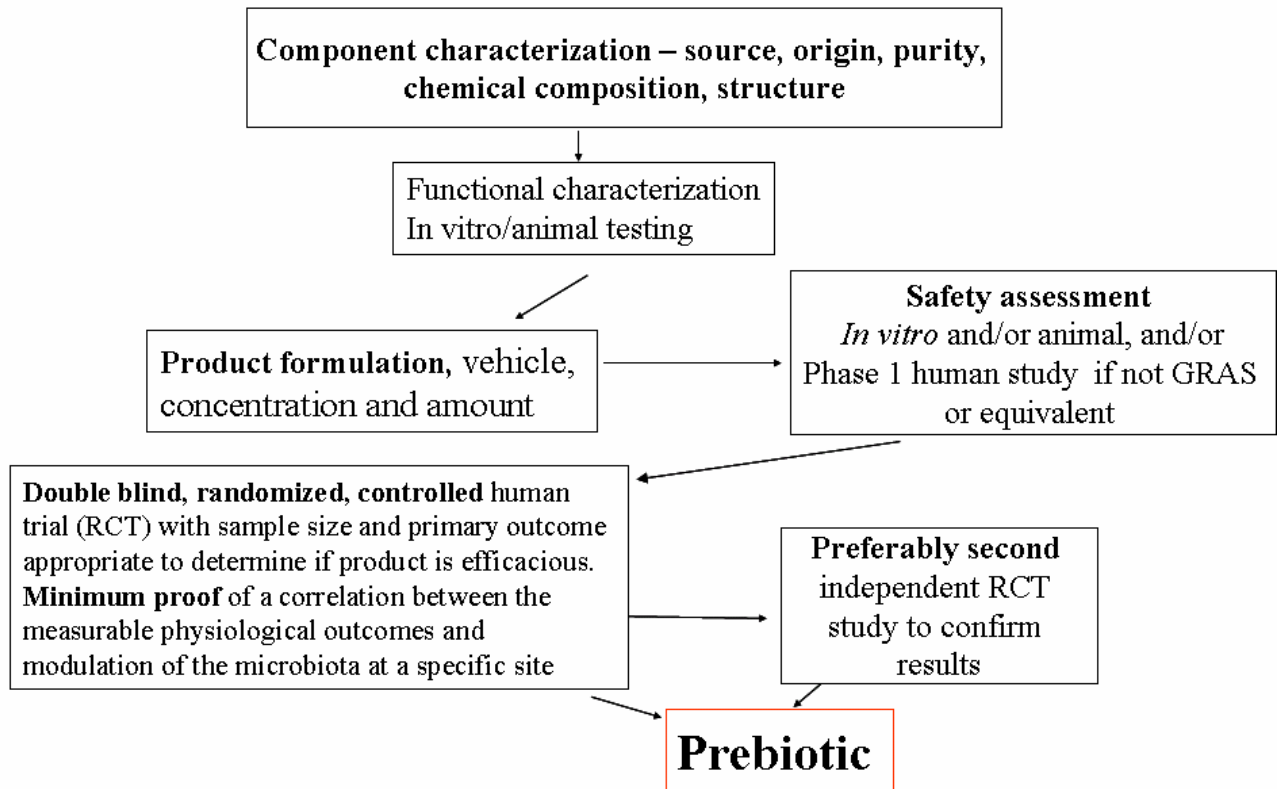 Component characterization – source, origin, purity,
chemical composition, structure
Functional characterization
In vitro/animal testing
Safety assessment
In vitro and/or animal, and/or
Phase 1 human study if not GRAS
or equivalent
Product formulation, vehicle,
concentration and amount
Double blind, randomized, controlled human
trial (RCT) with sample size and primary outcome
appropriate to determine if product is efficacious.
Minimum proof of a correlation between the
measurable physiological outcomes and
modulation of the microbiota at a specific site
Preferably second
independent RCT
study to confirm
results
Prebiotic